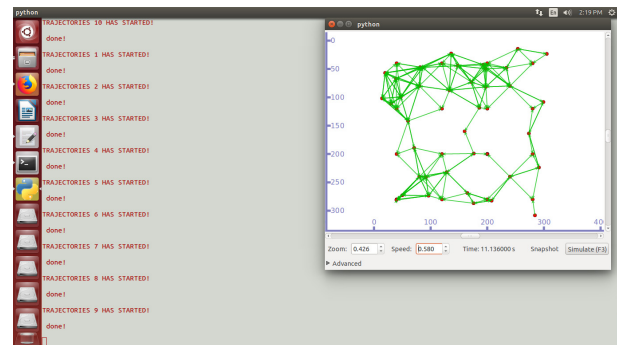 python
En
2:19 PM
TRAJECTORIES 10 HAS STARTED!
done!
TRAJECTORIES 1 HAS STARTED!
done!
TRAJECTORIES 2 HAS STARTED!
done!
TRAJECTORIES 3 HAS STARTED!
done!
TRAJECTORIES 4 HAS STARTED!
done!
TRAJECTORIES 5 HAS STARTED!
done!
TRAJECTORIES 6 HAS STARTED!
done!
TRAJECTORIES 7 HAS STARTED!
done!
TRAJECTORIES 8 HAS STARTED!
done!
TRAJECTORIES 9 HAS STARTED!
done!
python
-0
-50
-100
-150
-200
-250
-300
0 100 200 300 40
Zoom: 0.426 Speed: 0.580 Time: 11.136000 s Snapshot Simulate (F3)
Advanced